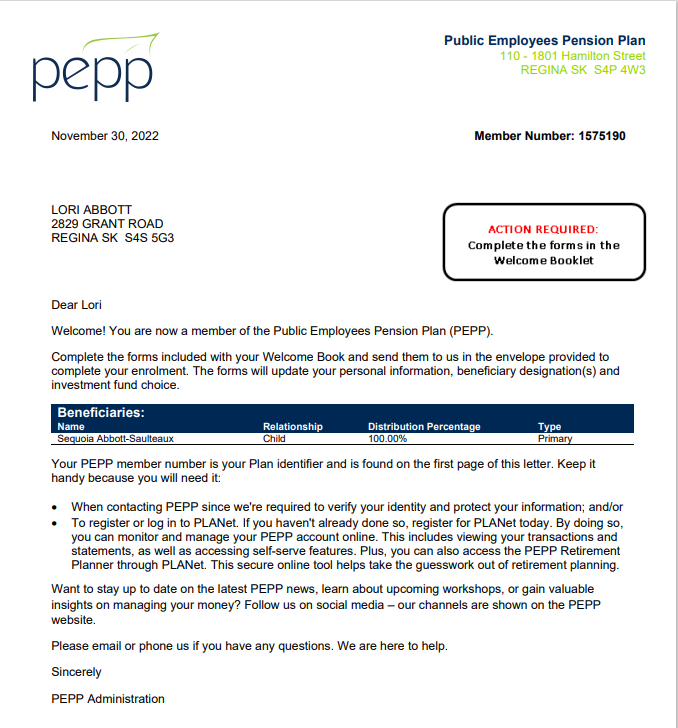 pepp
Public Employees Pension Plan
110 - 1801 Hamilton Street
REGINA SK  S4P 4W3
November 30, 2022
Member Number: 1575190
LORI ABBOTT
2829 GRANT ROAD
REGINA SK  S4S 5G3
ACTION REQUIRED:
Complete the forms in the
Welcome Booklet
Dear Lori
Welcome! You are now a member of the Public Employees Pension Plan (PEPP).
Complete the forms included with your Welcome Book and send them to us in the envelope provided to
complete your enrolment. The forms will update your personal information, beneficiary designation(s) and
investment fund choice.
Beneficiaries:
Name Relationship Distribution Percentage Type
Sequoia Abbott-Saulteaux Child 100.00% Primary
Your PEPP member number is your Plan identifier and is found on the first page of this letter. Keep it
handy because you will need it:
• When contacting PEPP since we're required to verify your identity and protect your information; and/or
• To register or log in to PLANet. If you haven't already done so, register for PLANet today. By doing so,
you can monitor and manage your PEPP account online. This includes viewing your transactions and
statements, as well as accessing self-serve features. Plus, you can also access the PEPP Retirement
Planner through PLANet. This secure online tool helps take the guesswork out of retirement planning.
Want to stay up to date on the latest PEPP news, learn about upcoming workshops, or gain valuable
insights on managing your money? Follow us on social media – our channels are shown on the PEPP
website.
Please email or phone us if you have any questions. We are here to help.
Sincerely
PEPP Administration